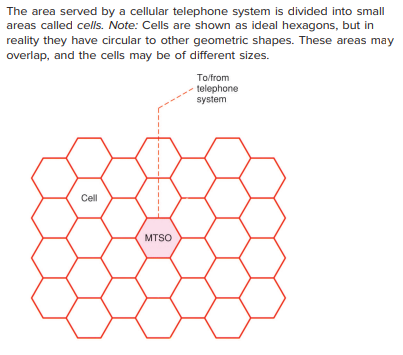 The area served by a cellular telephone system is divided into small
areas called cells. Note: Cells are shown as ideal hexagons, but in
reality they have circular to other geometric shapes. These areas may
overlap, and the cells may be of different sizes.
To/from
telephone
system
Cell
MTSO